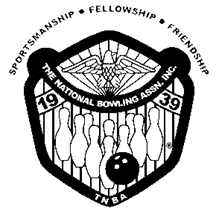 SPORTSMANSHIP • FELLOWSHIP • FRIENDSHIP
THE NATIONAL BOWLING ASSN. INC.
19 39
®
TNBA